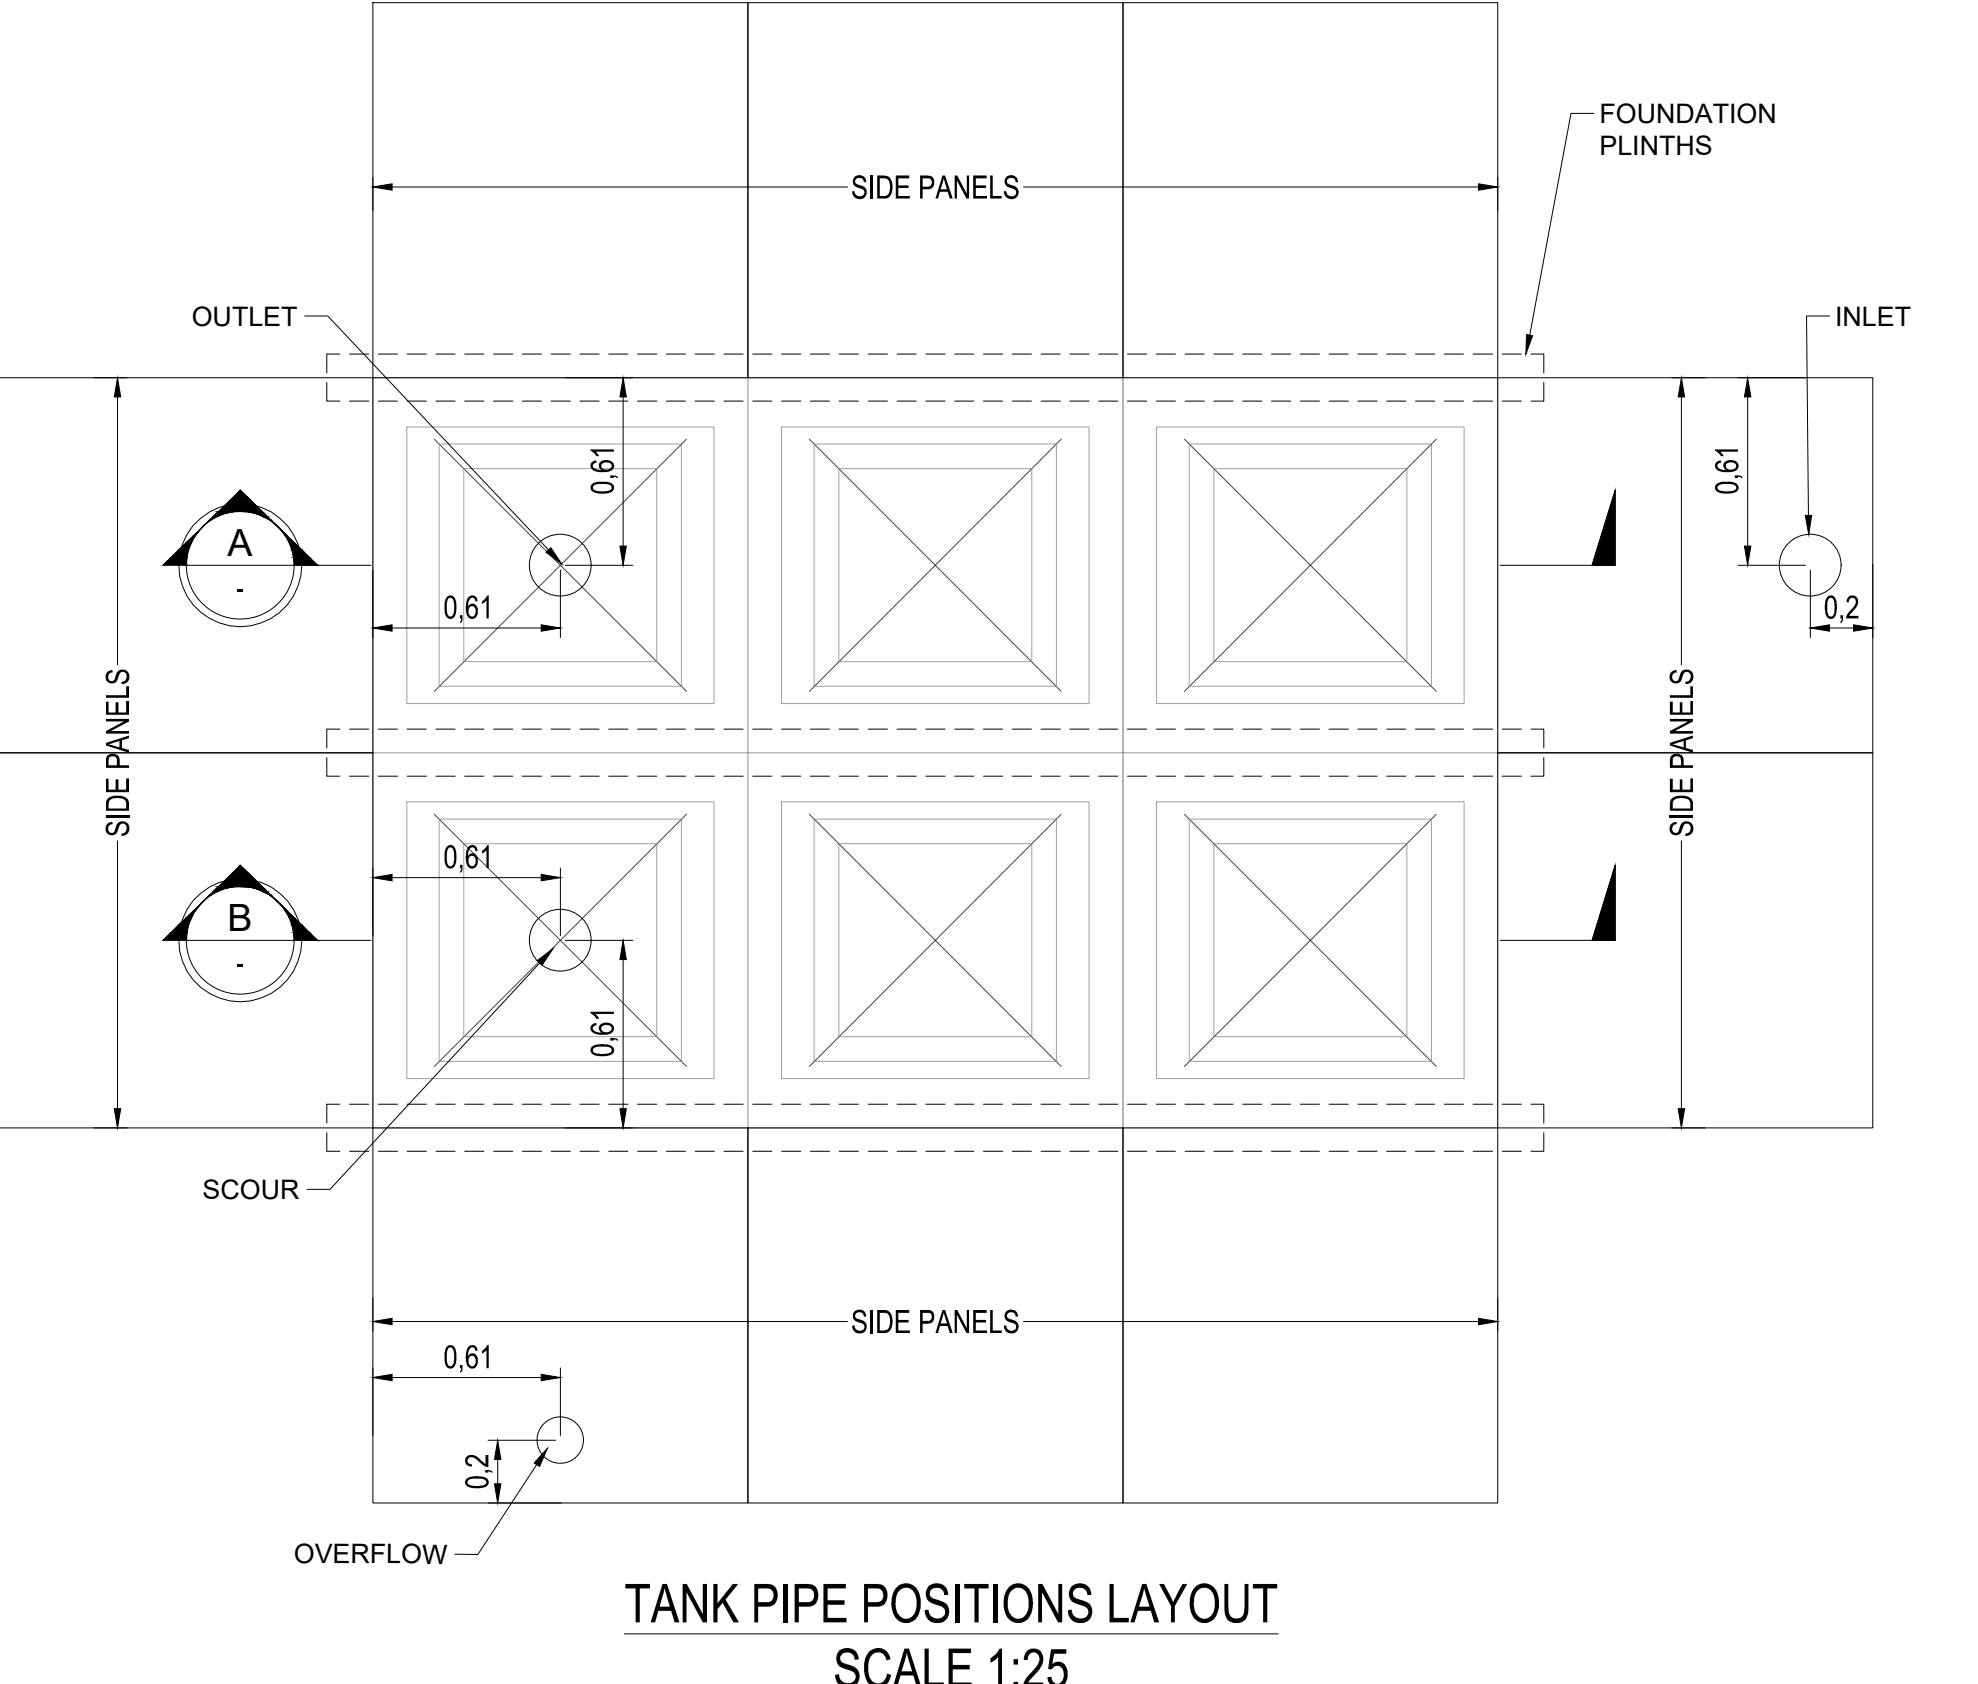 FOUNDATION
PLINTHS
SIDE PANELS
OUTLET
INLET
0,61
0,61
A
-
0,61
0,2
SIDE PANELS
SIDE PANELS
0,61
B
-
0,61
SCOUR
SIDE PANELS
0,61
0,2
OVERFLOW
TANK PIPE POSITIONS LAYOUT
SCALE 1:25